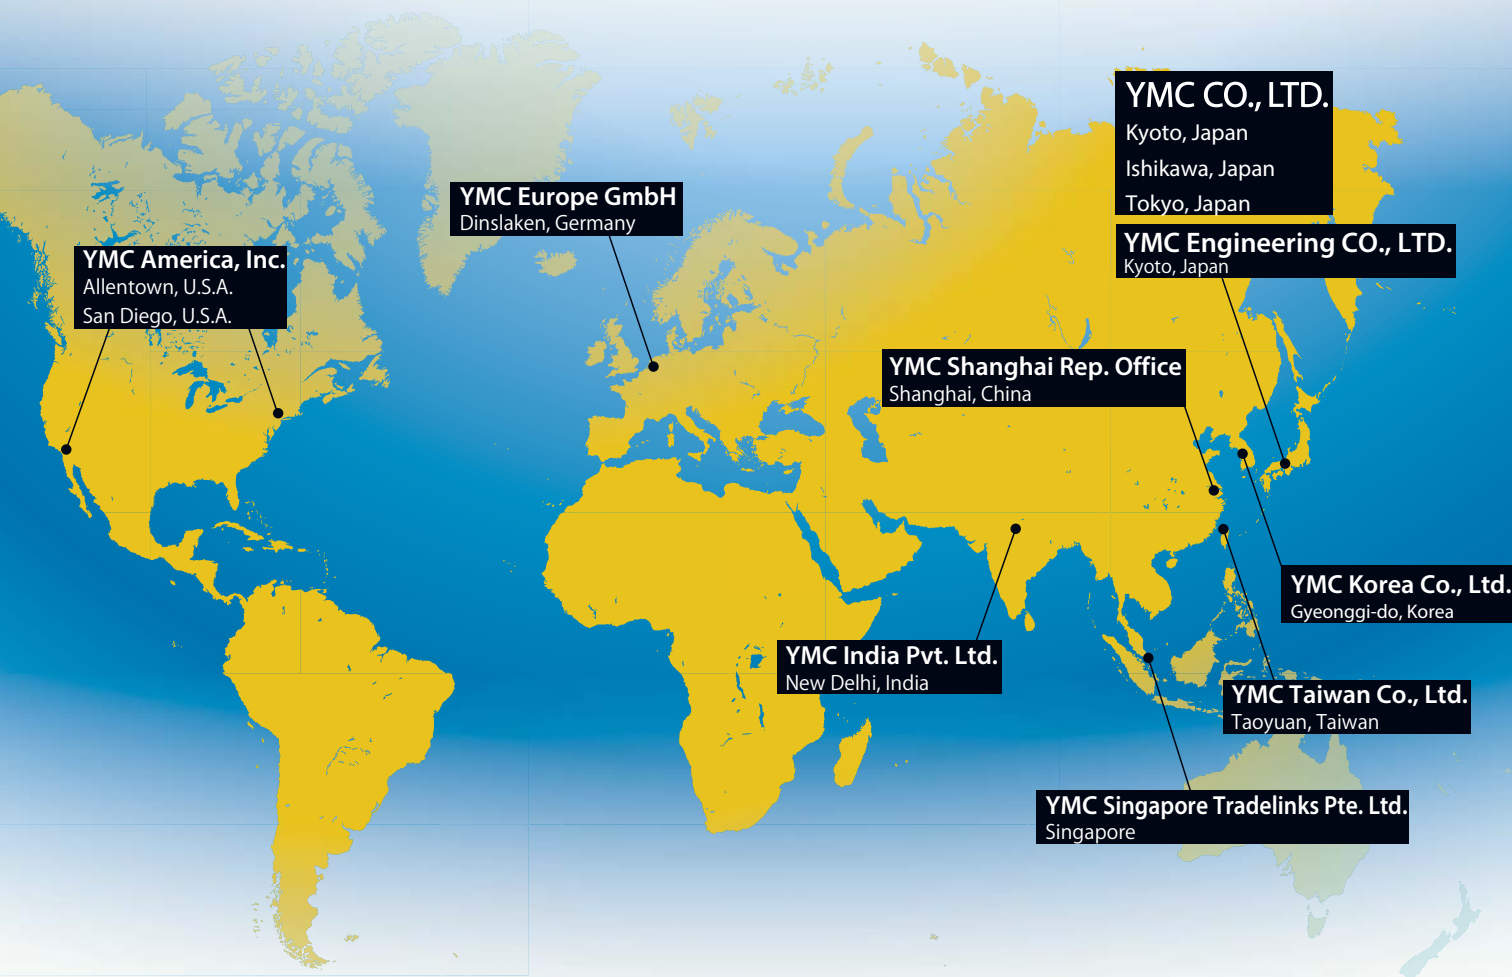 YMC CO., LTD.
Kyoto, Japan
Ishikawa, Japan
Tokyo, Japan
YMC Engineering CO., LTD.
Kyoto, Japan
YMC Europe GmbH
Dinslaken, Germany
YMC America, Inc.
Allentown, U.S.A.
San Diego, U.S.A.
YMC Shanghai Rep. Office
Shanghai, China
YMC Korea Co., Ltd.
Gyeonggi-do, Korea
YMC India Pvt. Ltd.
New Delhi, India
YMC Taiwan Co., Ltd.
Taoyuan, Taiwan
YMC Singapore Tradelinks Pte. Ltd.
Singapore